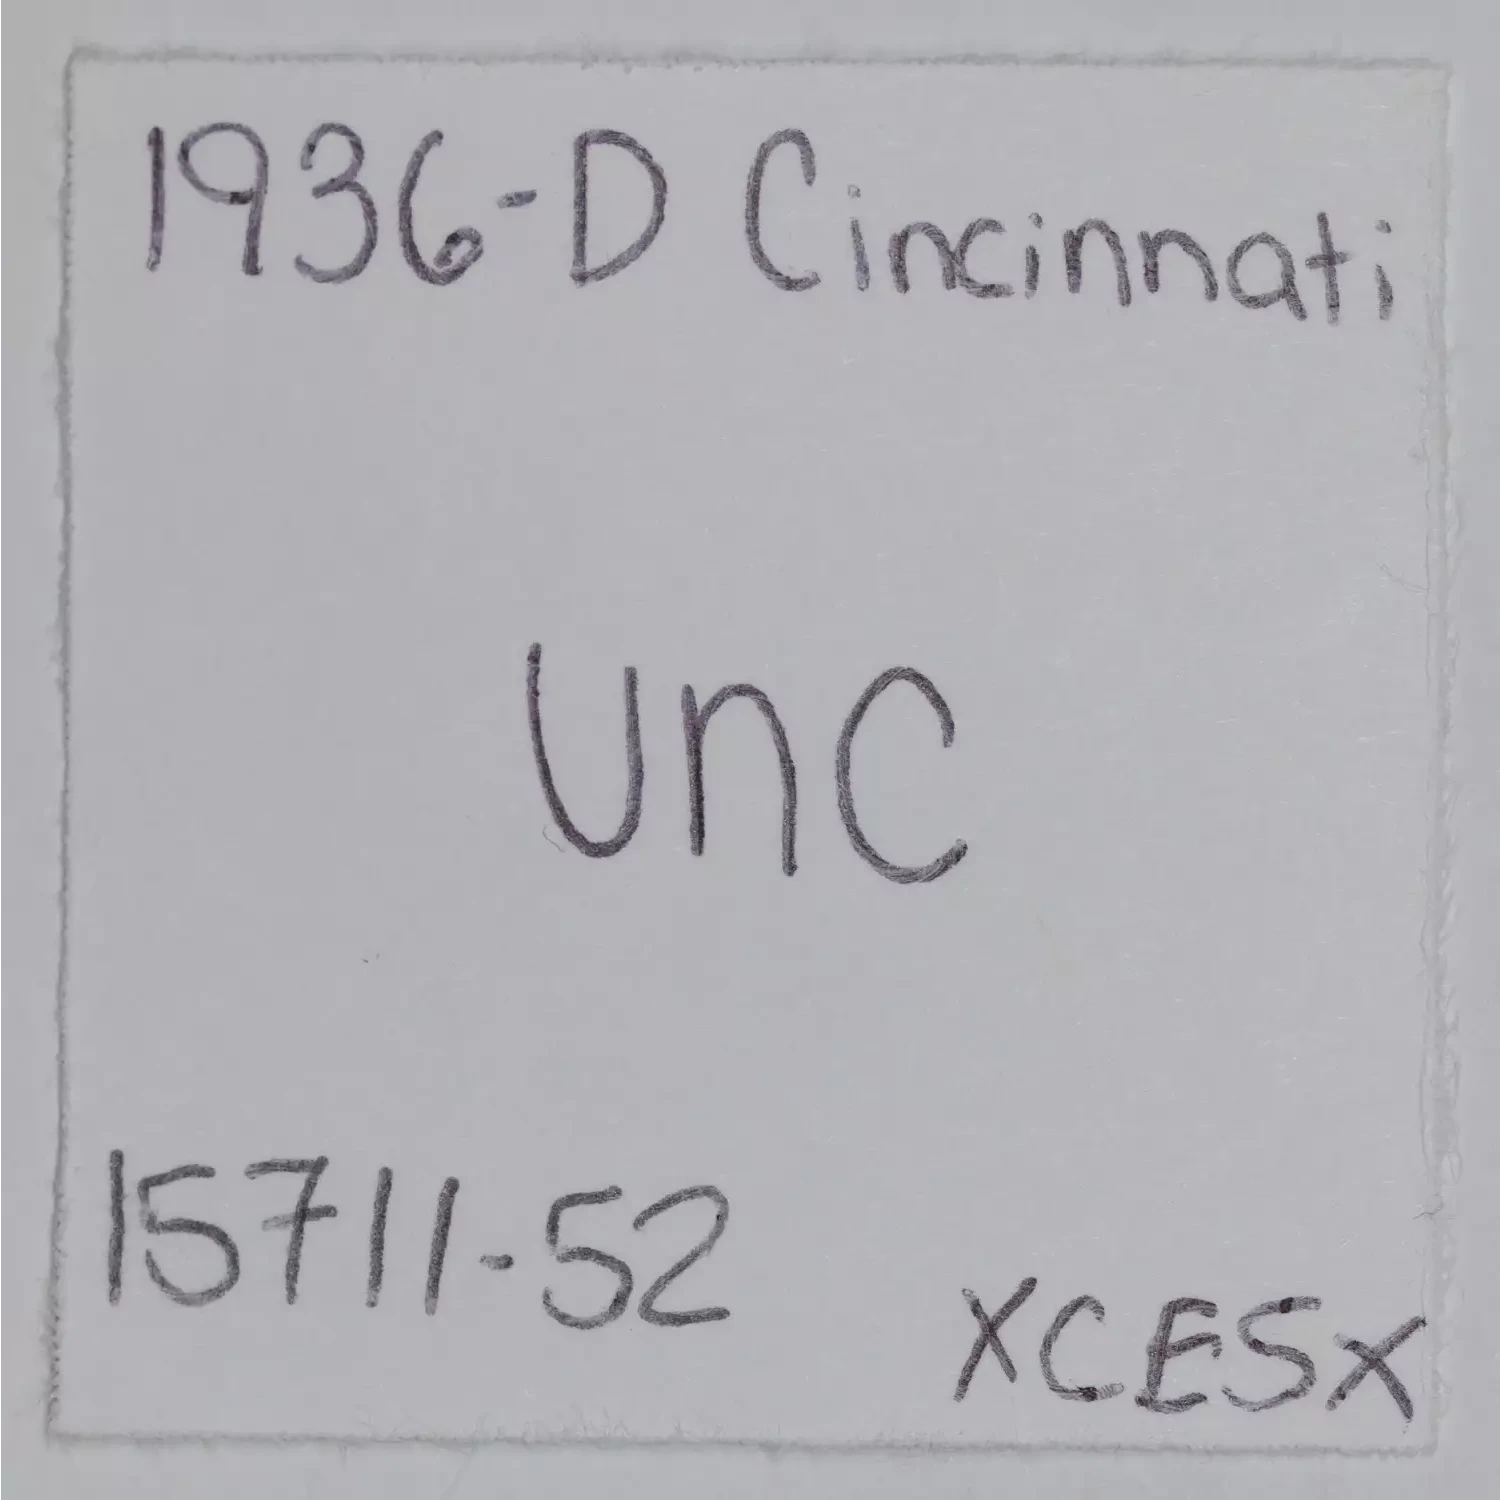 1936-D Cincinnati
UNC
15711-52
XCESX